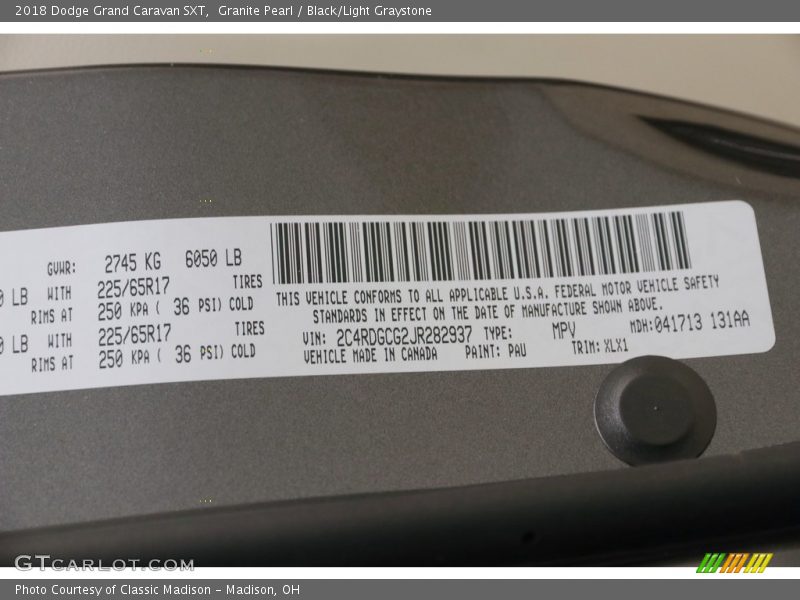 2018 Dodge Grand Caravan SXT, Granite Pearl / Black/Light Graystone
GVWR: 2745 KG 6050 LB
LB WITH 225/65R17 TIRES
RIMS AT 250 KPA ( 36 PSI) COLD
LB WITH 225/65R17 TIRES
RIMS AT 250 KPA ( 36 PSI) COLD
THIS VEHICLE CONFORMS TO ALL APPLICABLE U.S.A. FEDERAL MOTOR VEHICLE SAFETY
STANDARDS IN EFFECT ON THE DATE OF MANUFACTURE SHOWN ABOVE.
VIN: 2C4RDGCG2JR282937 TYPE: MPV MDH:041713 131AA
VEHICLE MADE IN CANADA PAINT: PAU TRIM: XLX1
GTCARLOT.COM
Photo Courtesy of Classic Madison – Madison, OH